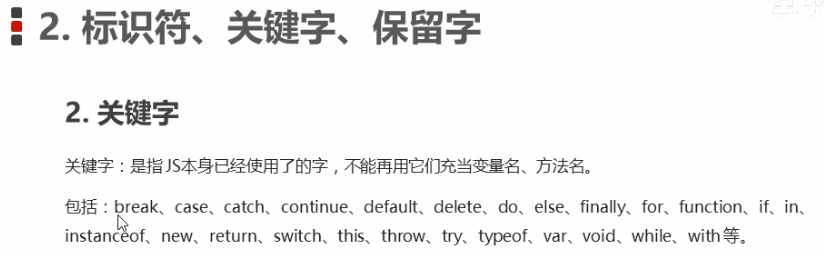 2. 标识符、关键字、保留字
2. 关键字
关键字：是指JS本身已经使用了的字，不能再用它们充当变量名、方法名。
包括：break、case、catch、continue、default、delete、do、else、finally、for、function、if、in、
instanceof、new、return、switch、this、throw、try、typeof、var、void、while、with等。